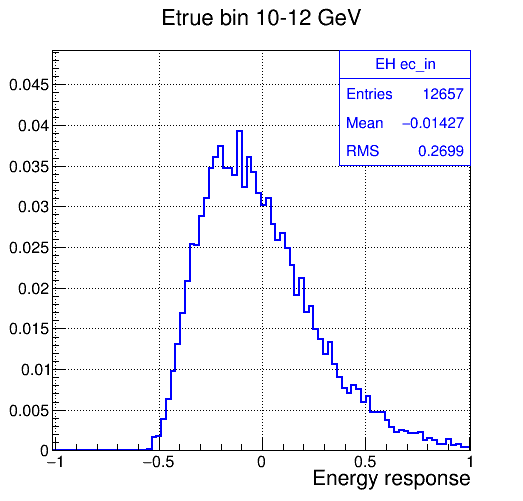 Etrue bin 10-12 GeV
EH ec_in
Entries 12657
Mean −0.01427
RMS 0.2699
0.045
0.04
0.035
0.03
0.025
0.02
0.015
0.01
0.005
0
−1 −0.5 0 0.5 1
Energy response